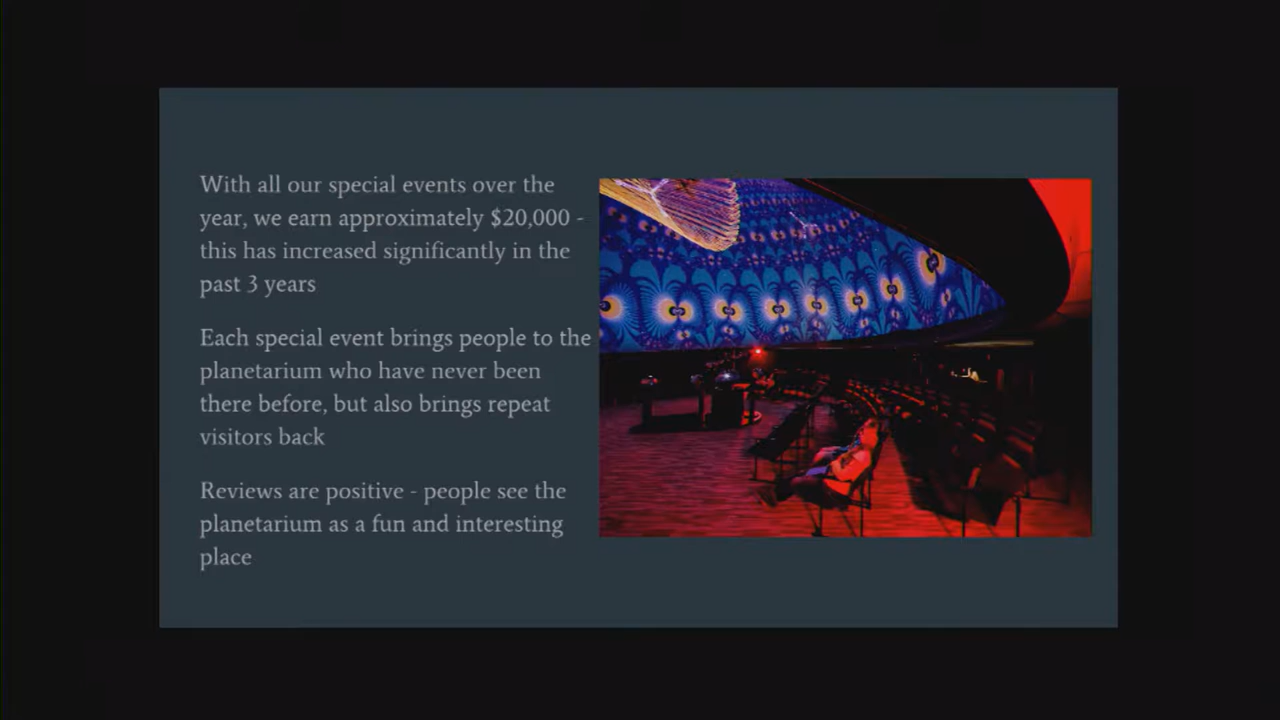 With all our special events over the
year, we earn approximately $20,000 -
this has increased significantly in the
past 3 years
Each special event brings people to the
planetarium who have never been
there before, but also brings repeat
visitors back
Reviews are positive - people see the
planetarium as a fun and interesting
place